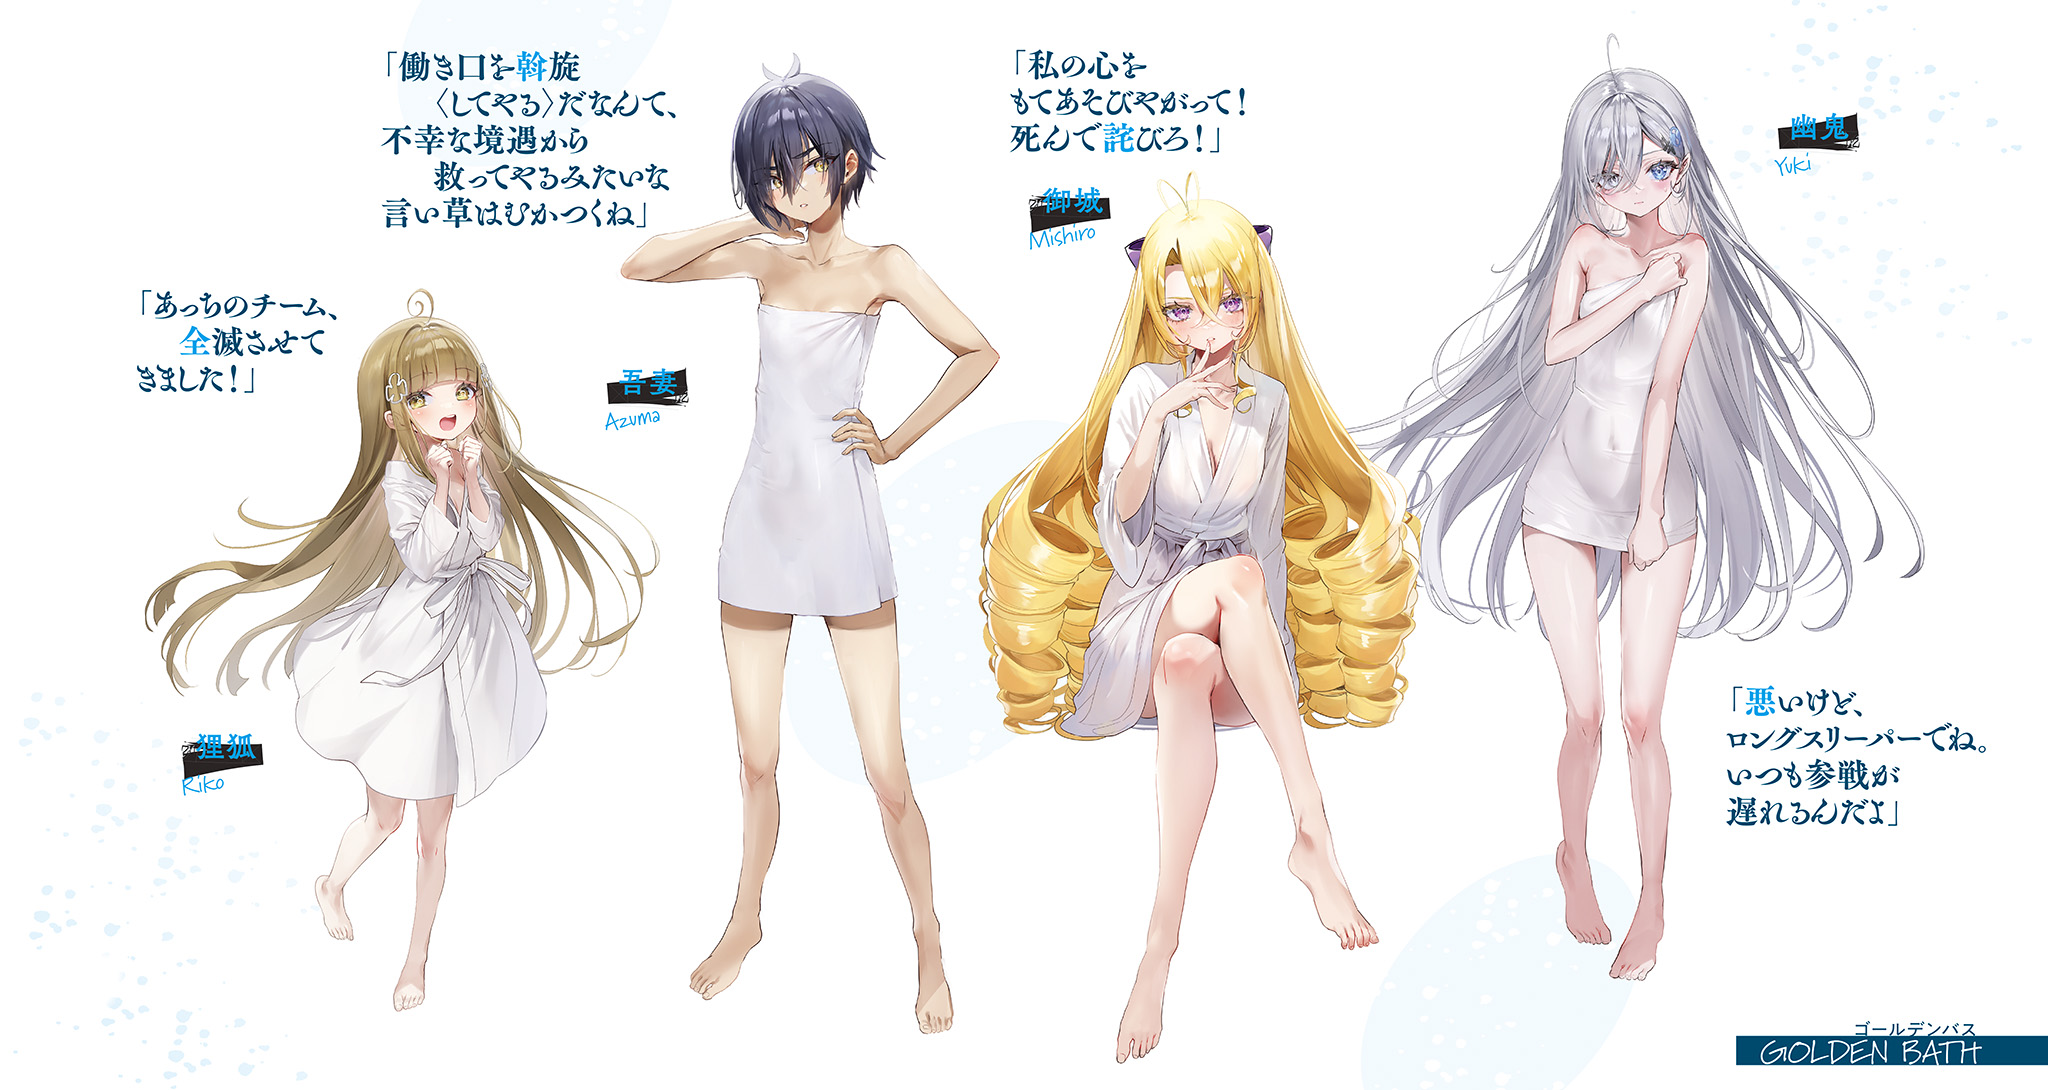 「あっちのチーム、
全滅させて
きました！」
狸狐
Riko
「働き口を斡旋
〈してやる〉だなんて、
不幸な境遇から
救ってやるみたいな
言い草はむかつくね」
吾妻
Azuma
「私の心を
もてあそびやがって！
死んで詫びろ！」
御城
Mishiro
幽鬼
Yuki
「悪いけど、
ロングスリーパーでね。
いつも参戦が
遅れるんだよ」
ゴールデンバス
GOLDEN BATH